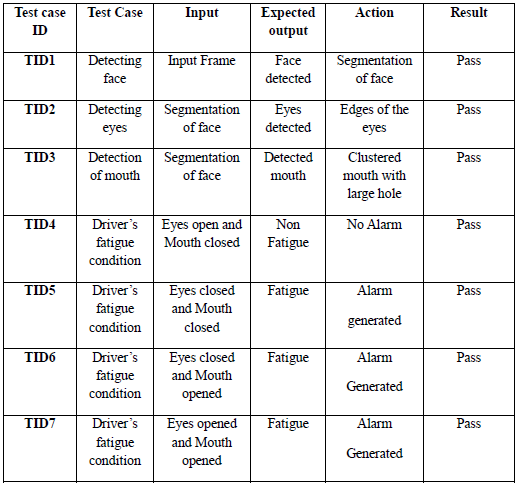 Test case ID | Test Case | Input | Expected output | Action | Result
TID1 | Detecting face | Input Frame | Face detected | Segmentation of face | Pass
TID2 | Detecting eyes | Segmentation of face | Eyes detected | Edges of the eyes | Pass
TID3 | Detection of mouth | Segmentation of face | Detected mouth | Clustered mouth with large hole | Pass
TID4 | Driver's fatigue condition | Eyes open and Mouth closed | Non Fatigue | No Alarm | Pass
TID5 | Driver's fatigue condition | Eyes closed and Mouth closed | Fatigue | Alarm generated | Pass
TID6 | Driver's fatigue condition | Eyes closed and Mouth opened | Fatigue | Alarm Generated | Pass
TID7 | Driver's fatigue condition | Eyes opened and Mouth opened | Fatigue | Alarm Generated | Pass